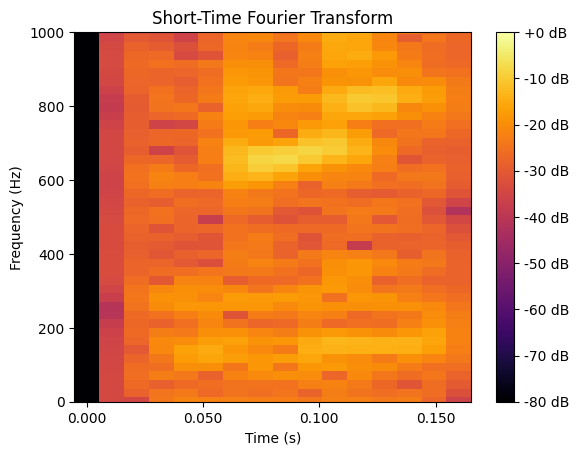 Short-Time Fourier Transform
Frequency (Hz)
1000
800
600
400
200
0
0.000
0.050
0.100
0.150
Time (s)
+0 dB
-10 dB
-20 dB
-30 dB
-40 dB
-50 dB
-60 dB
-70 dB
-80 dB